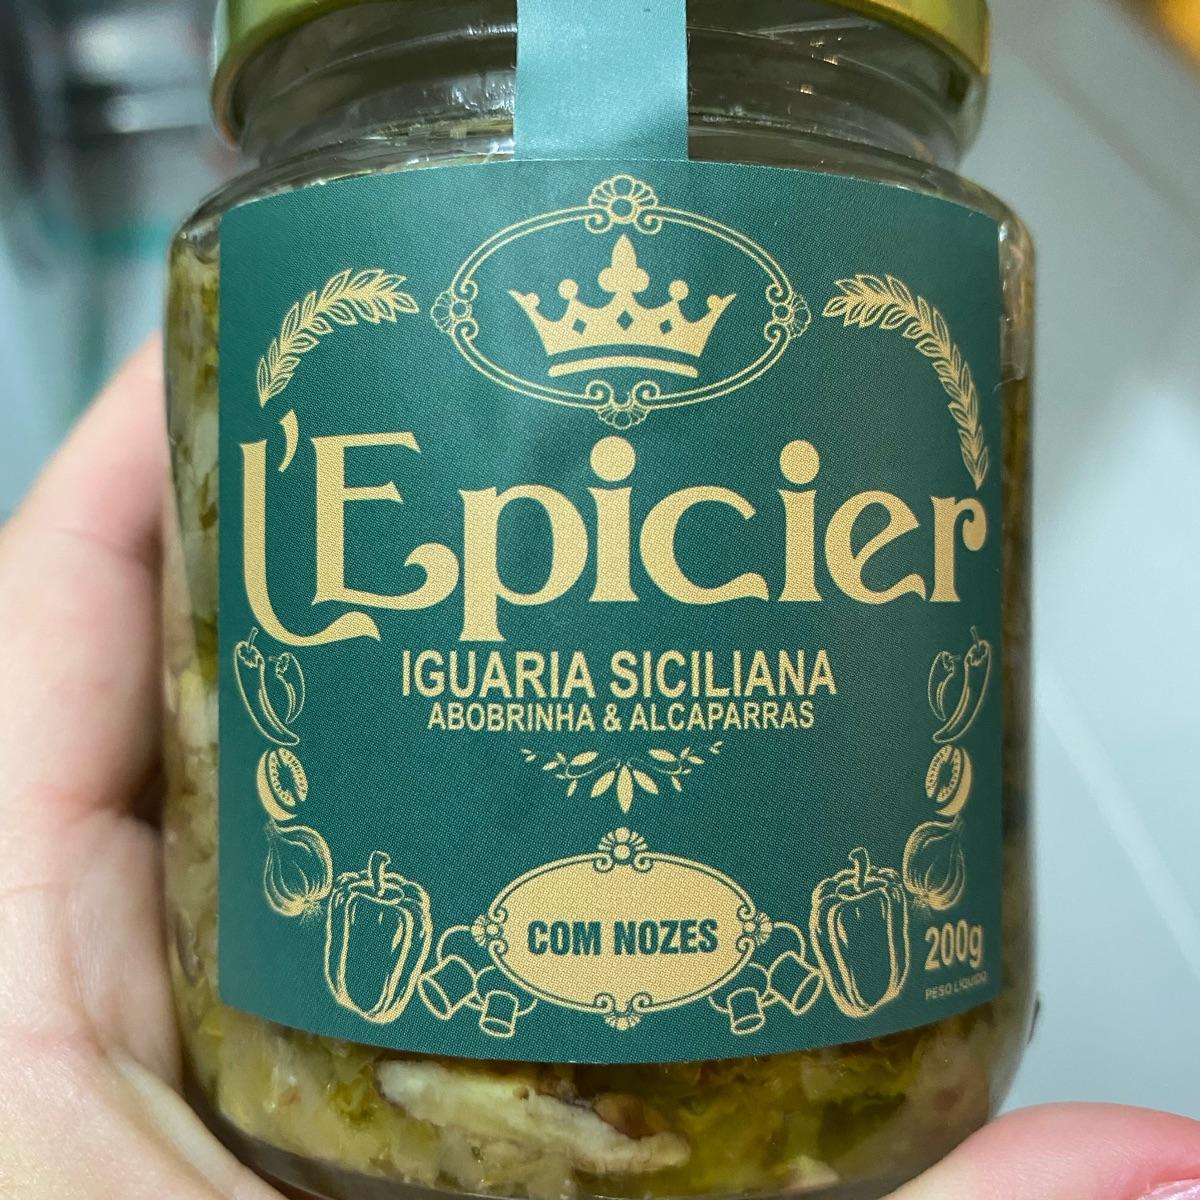 L'Epicier
IGUARIA SICILIANA
ABOBRINHA & ALCAPARRAS
COM NOZES
200g
PESO LÍQUIDO